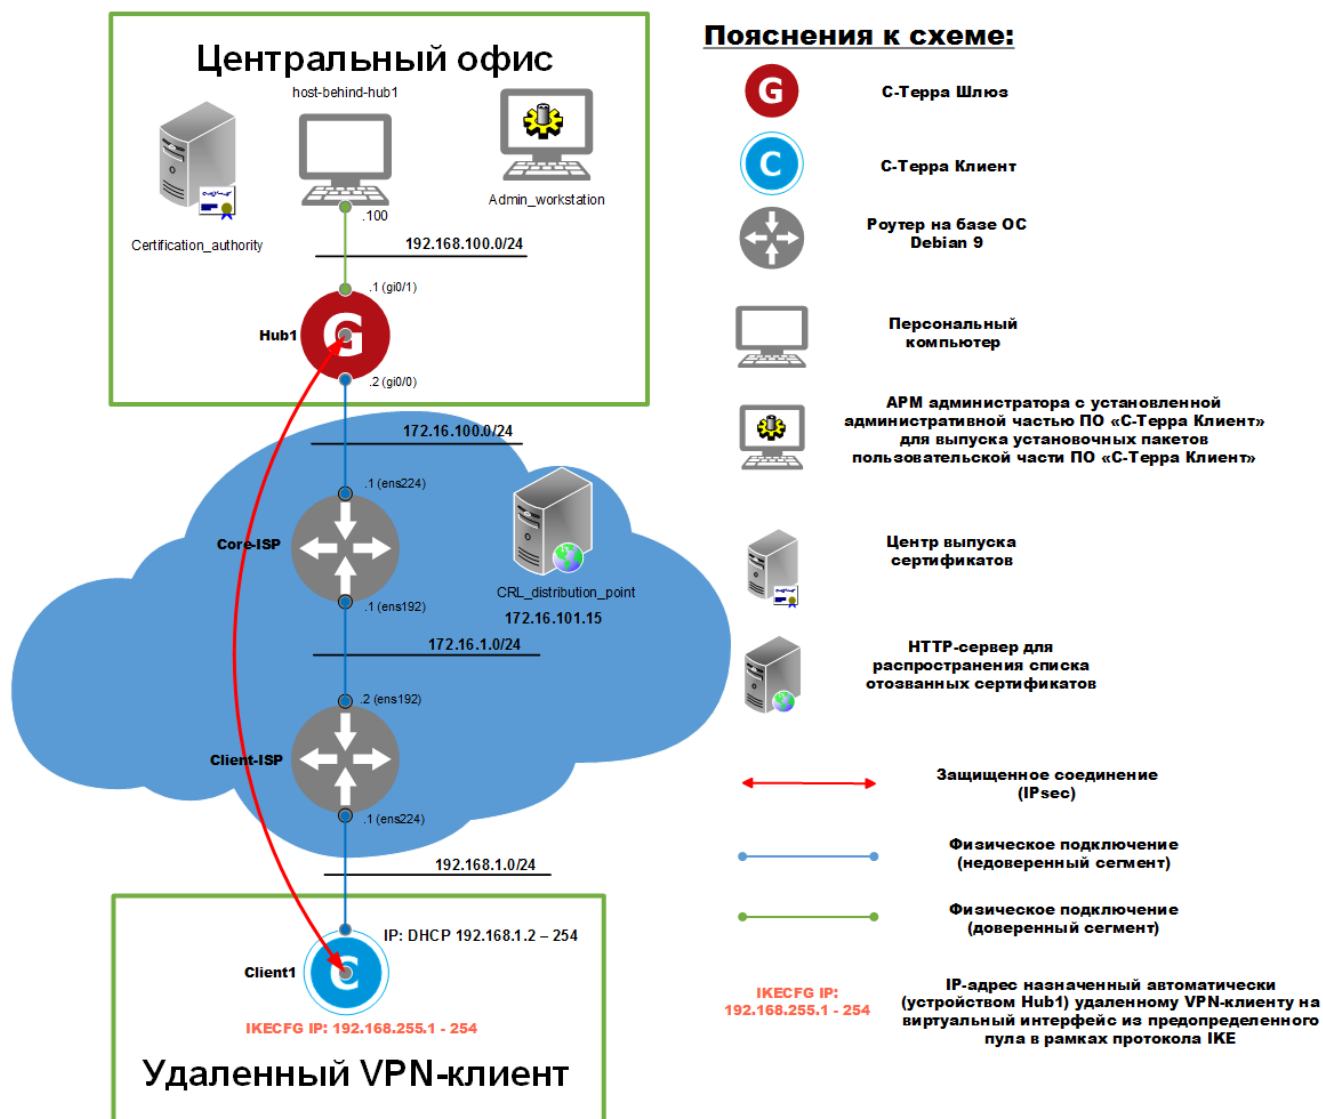 Центральный офис
host-behind-hub1
Certification_authority
Admin_workstation
.100
192.168.100.0/24
.1 (gi0/1)
G
Hub1
.2 (gi0/0)
172.16.100.0/24
.1 (ens224)
Core-ISP
CRL_distribution_point
172.16.101.15
.1 (ens192)
172.16.1.0/24
.2 (ens192)
Client-ISP
.1 (ens224)
192.168.1.0/24
IP: DHCP 192.168.1.2 – 254
Client1
C
IKECFG IP: 192.168.255.1 - 254
Удаленный VPN-клиент
Пояснения к схеме:
G
С-Терра Шлюз
C
С-Терра Клиент
Роутер на базе ОС
Debian 9
Персональный
компьютер
АРМ администратора с установленной
административной частью ПО «С-Терра Клиент»
для выпуска установочных пакетов
пользовательской части ПО «С-Терра Клиент»
Центр выпуска
сертификатов
HTTP-сервер для
распространения списка
отозванных сертификатов
Защищенное соединение
(IPsec)
Физическое подключение
(недоверенный сегмент)
Физическое подключение
(доверенный сегмент)
IKECFG IP:
192.168.255.1 - 254
IP-адрес назначенный автоматически
(устройством Hub1) удаленному VPN-клиенту на
виртуальный интерфейс из предопределенного
пула в рамках протокола IKE